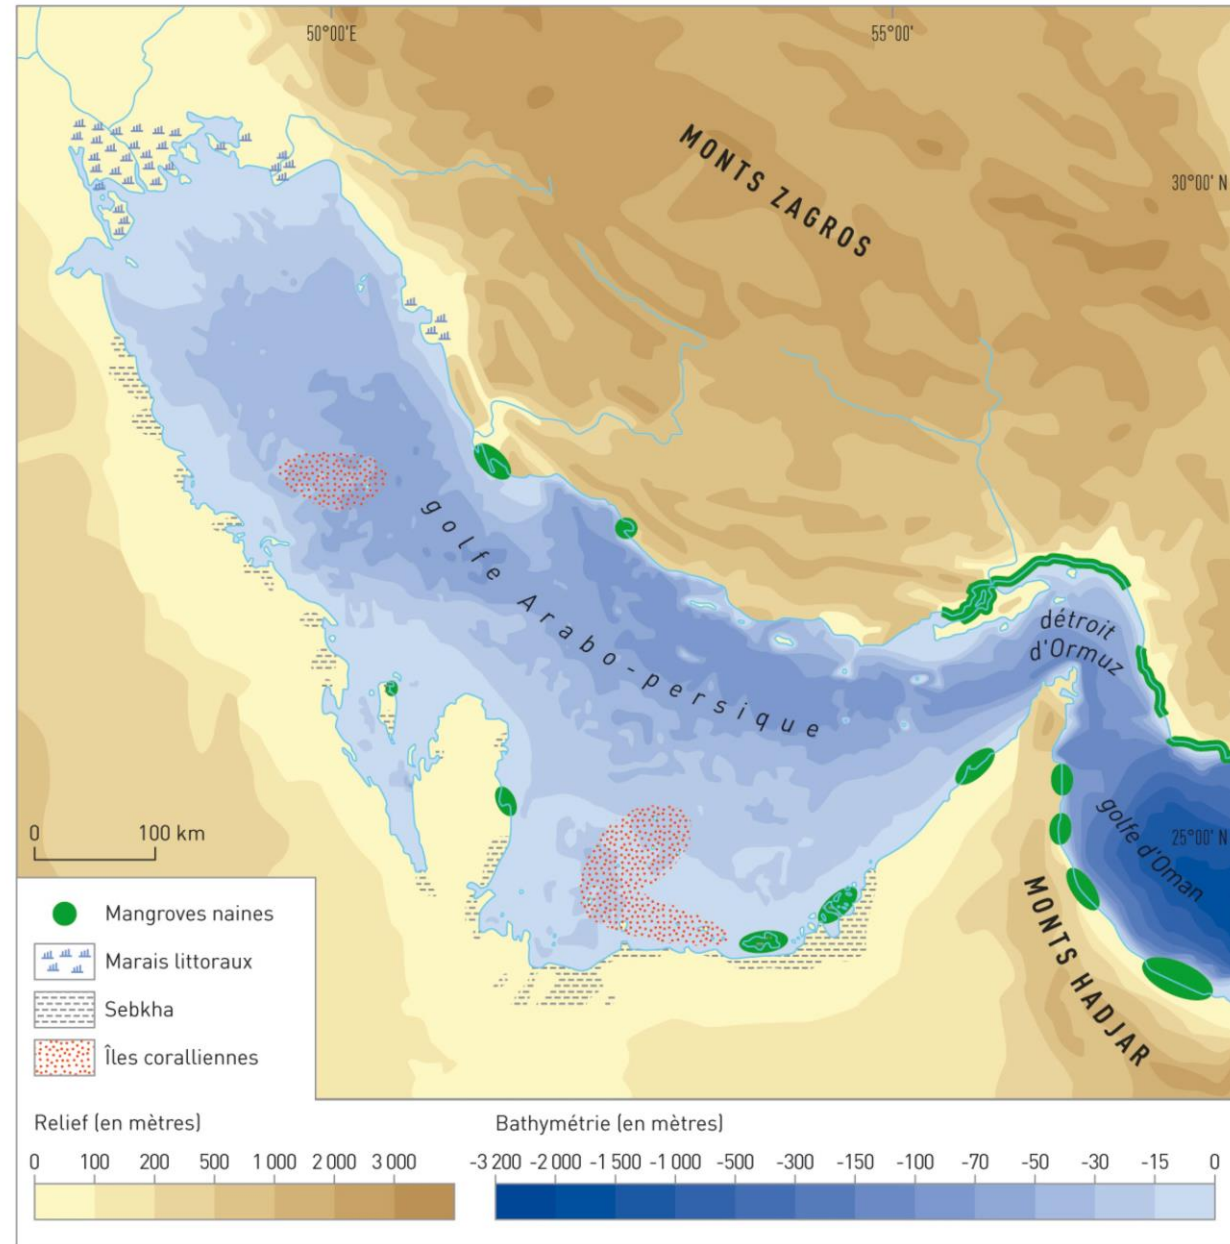 50°00'E
55°00'
MONTS ZAGROS
30°00' N
golfe Arabo-persique
détroit
d'Ormuz
golfe d'Oman
25°00' N
MONTS HADJAR
0 100 km
Mangroves naines
Marais littoraux
Sebkha
Îles coralliennes
Relief (en mètres)
0 100 200 500 1 000 2 000 3 000
Bathymétrie (en mètres)
-3 200 -2 000 -1 500 -1 000 -500 -300 -150 -100 -70 -50 -30 -15 0